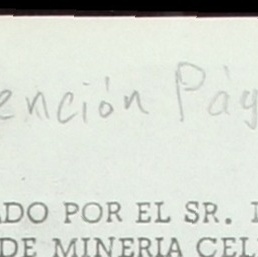 ención Pág
ADO POR EL SR. I
DE MINERIA CEL